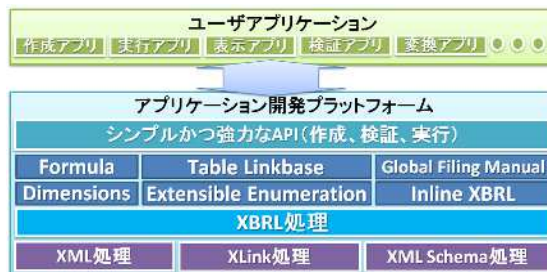 ユーザアプリケーション
作成アプリ 実行アプリ 表示アプリ 検証アプリ 変換アプリ
アプリケーション開発プラットフォーム
シンプルかつ強力なAPI(作成、検証、実行)
Formula Table Linkbase Global Filing Manual
Dimensions Extensible Enumeration Inline XBRL
XBRL処理
XML処理 XLink処理 XML Schema処理